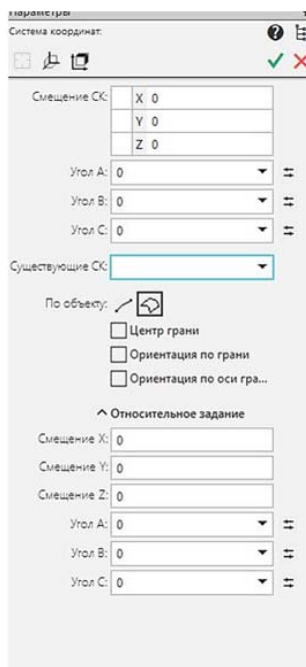 Параметры
Система координат:
Смещение СК: X 0
Y 0
Z 0
Угол A: 0
Угол B: 0
Угол C: 0
Существующие СК:
По объекту:
Центр грани
Ориентация по грани
Ориентация по оси гра...
Относительное задание
Смещение X: 0
Смещение Y: 0
Смещение Z: 0
Угол A: 0
Угол B: 0
Угол C: 0